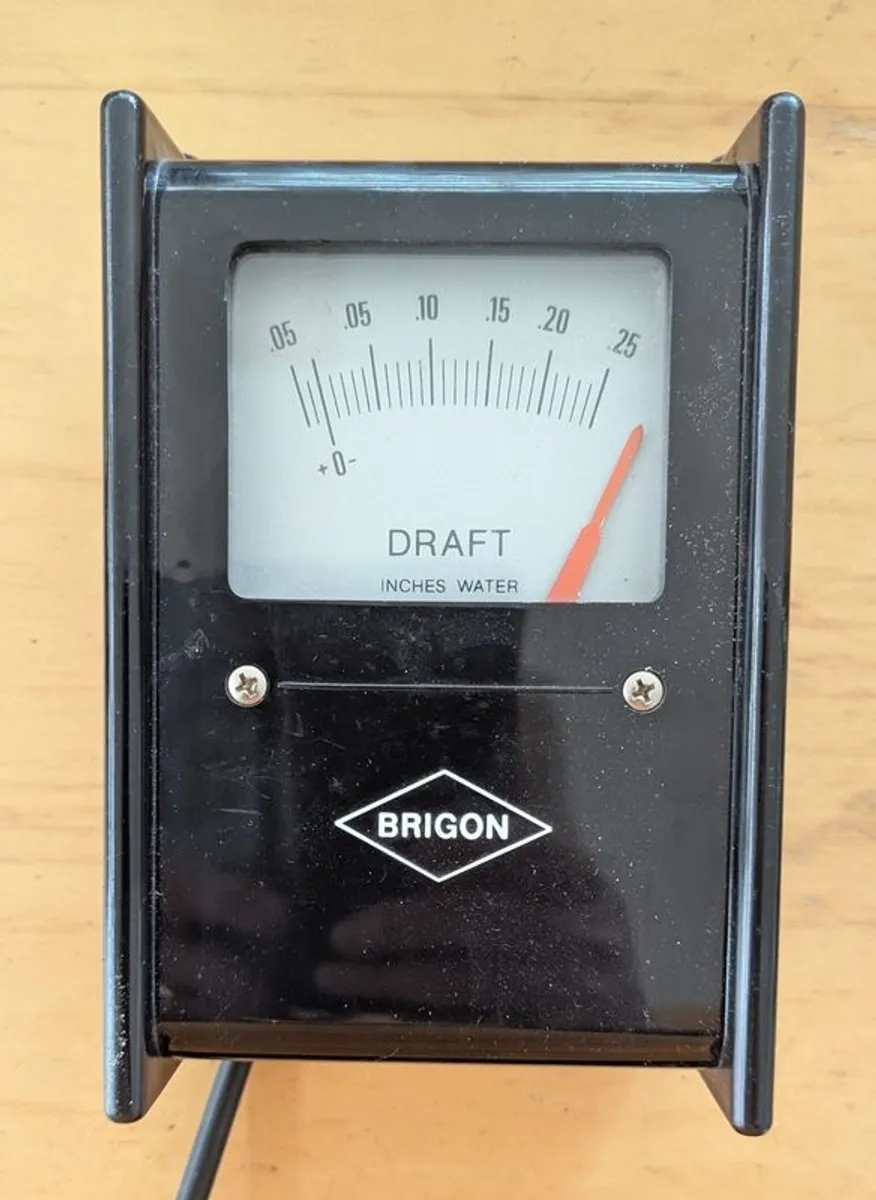 .05 .05 .10 .15 .20 .25
+ 0 -
DRAFT
INCHES WATER
BRIGON